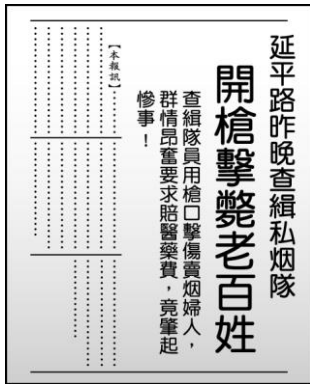 延平路昨晚查緝私烟隊
開槍擊斃老百姓
查緝隊員用槍口擊傷賣烟婦人，
群情昂奮要求賠醫藥費，竟肇起
慘事！
【本報訊】